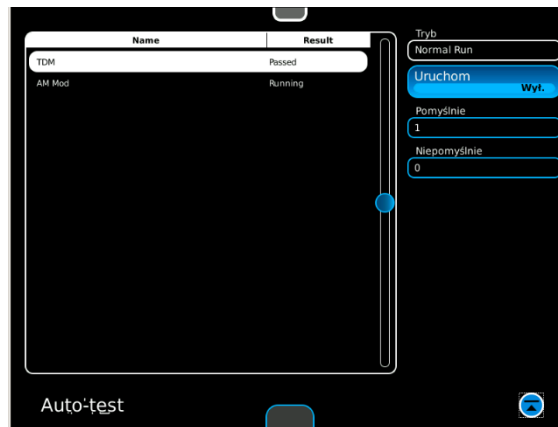 Name Result
TDM Passed
AM Mod Running
Tryb
Normal Run
Uruchom
Wył.
Pomyślnie
1
Niepomyślnie
0
Auto-test